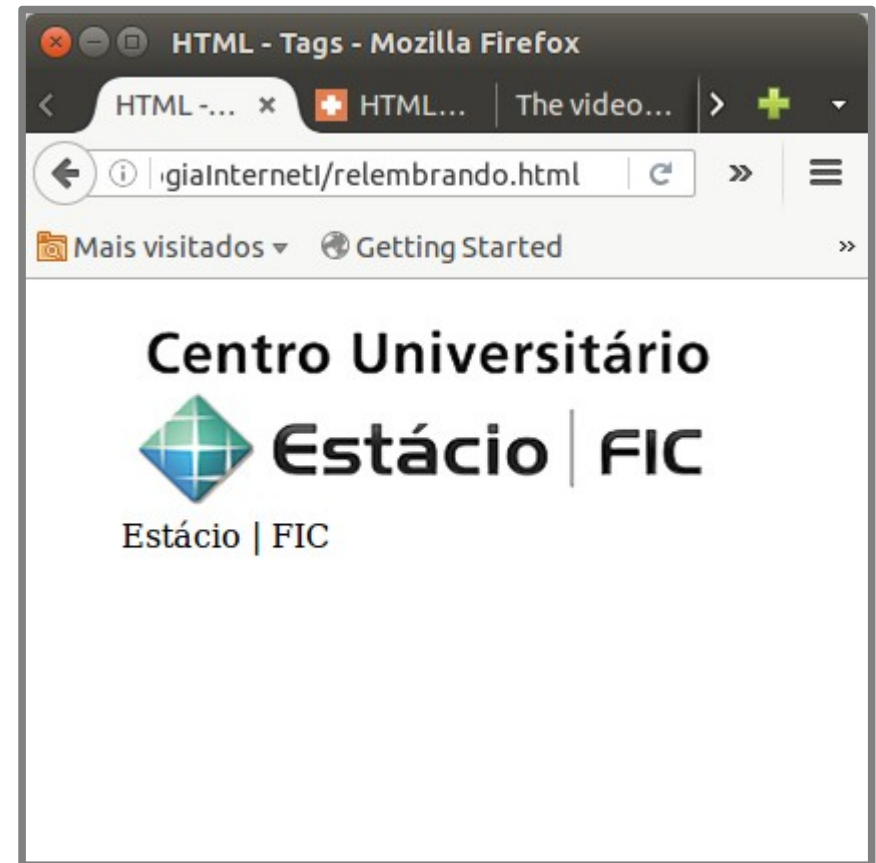 HTML - Tags - Mozilla Firefox
HTML -... HTML... The video...
giaInternetI/relembrando.html
Mais visitados Getting Started
Centro Universitário
Estácio | FIC
Estácio | FIC